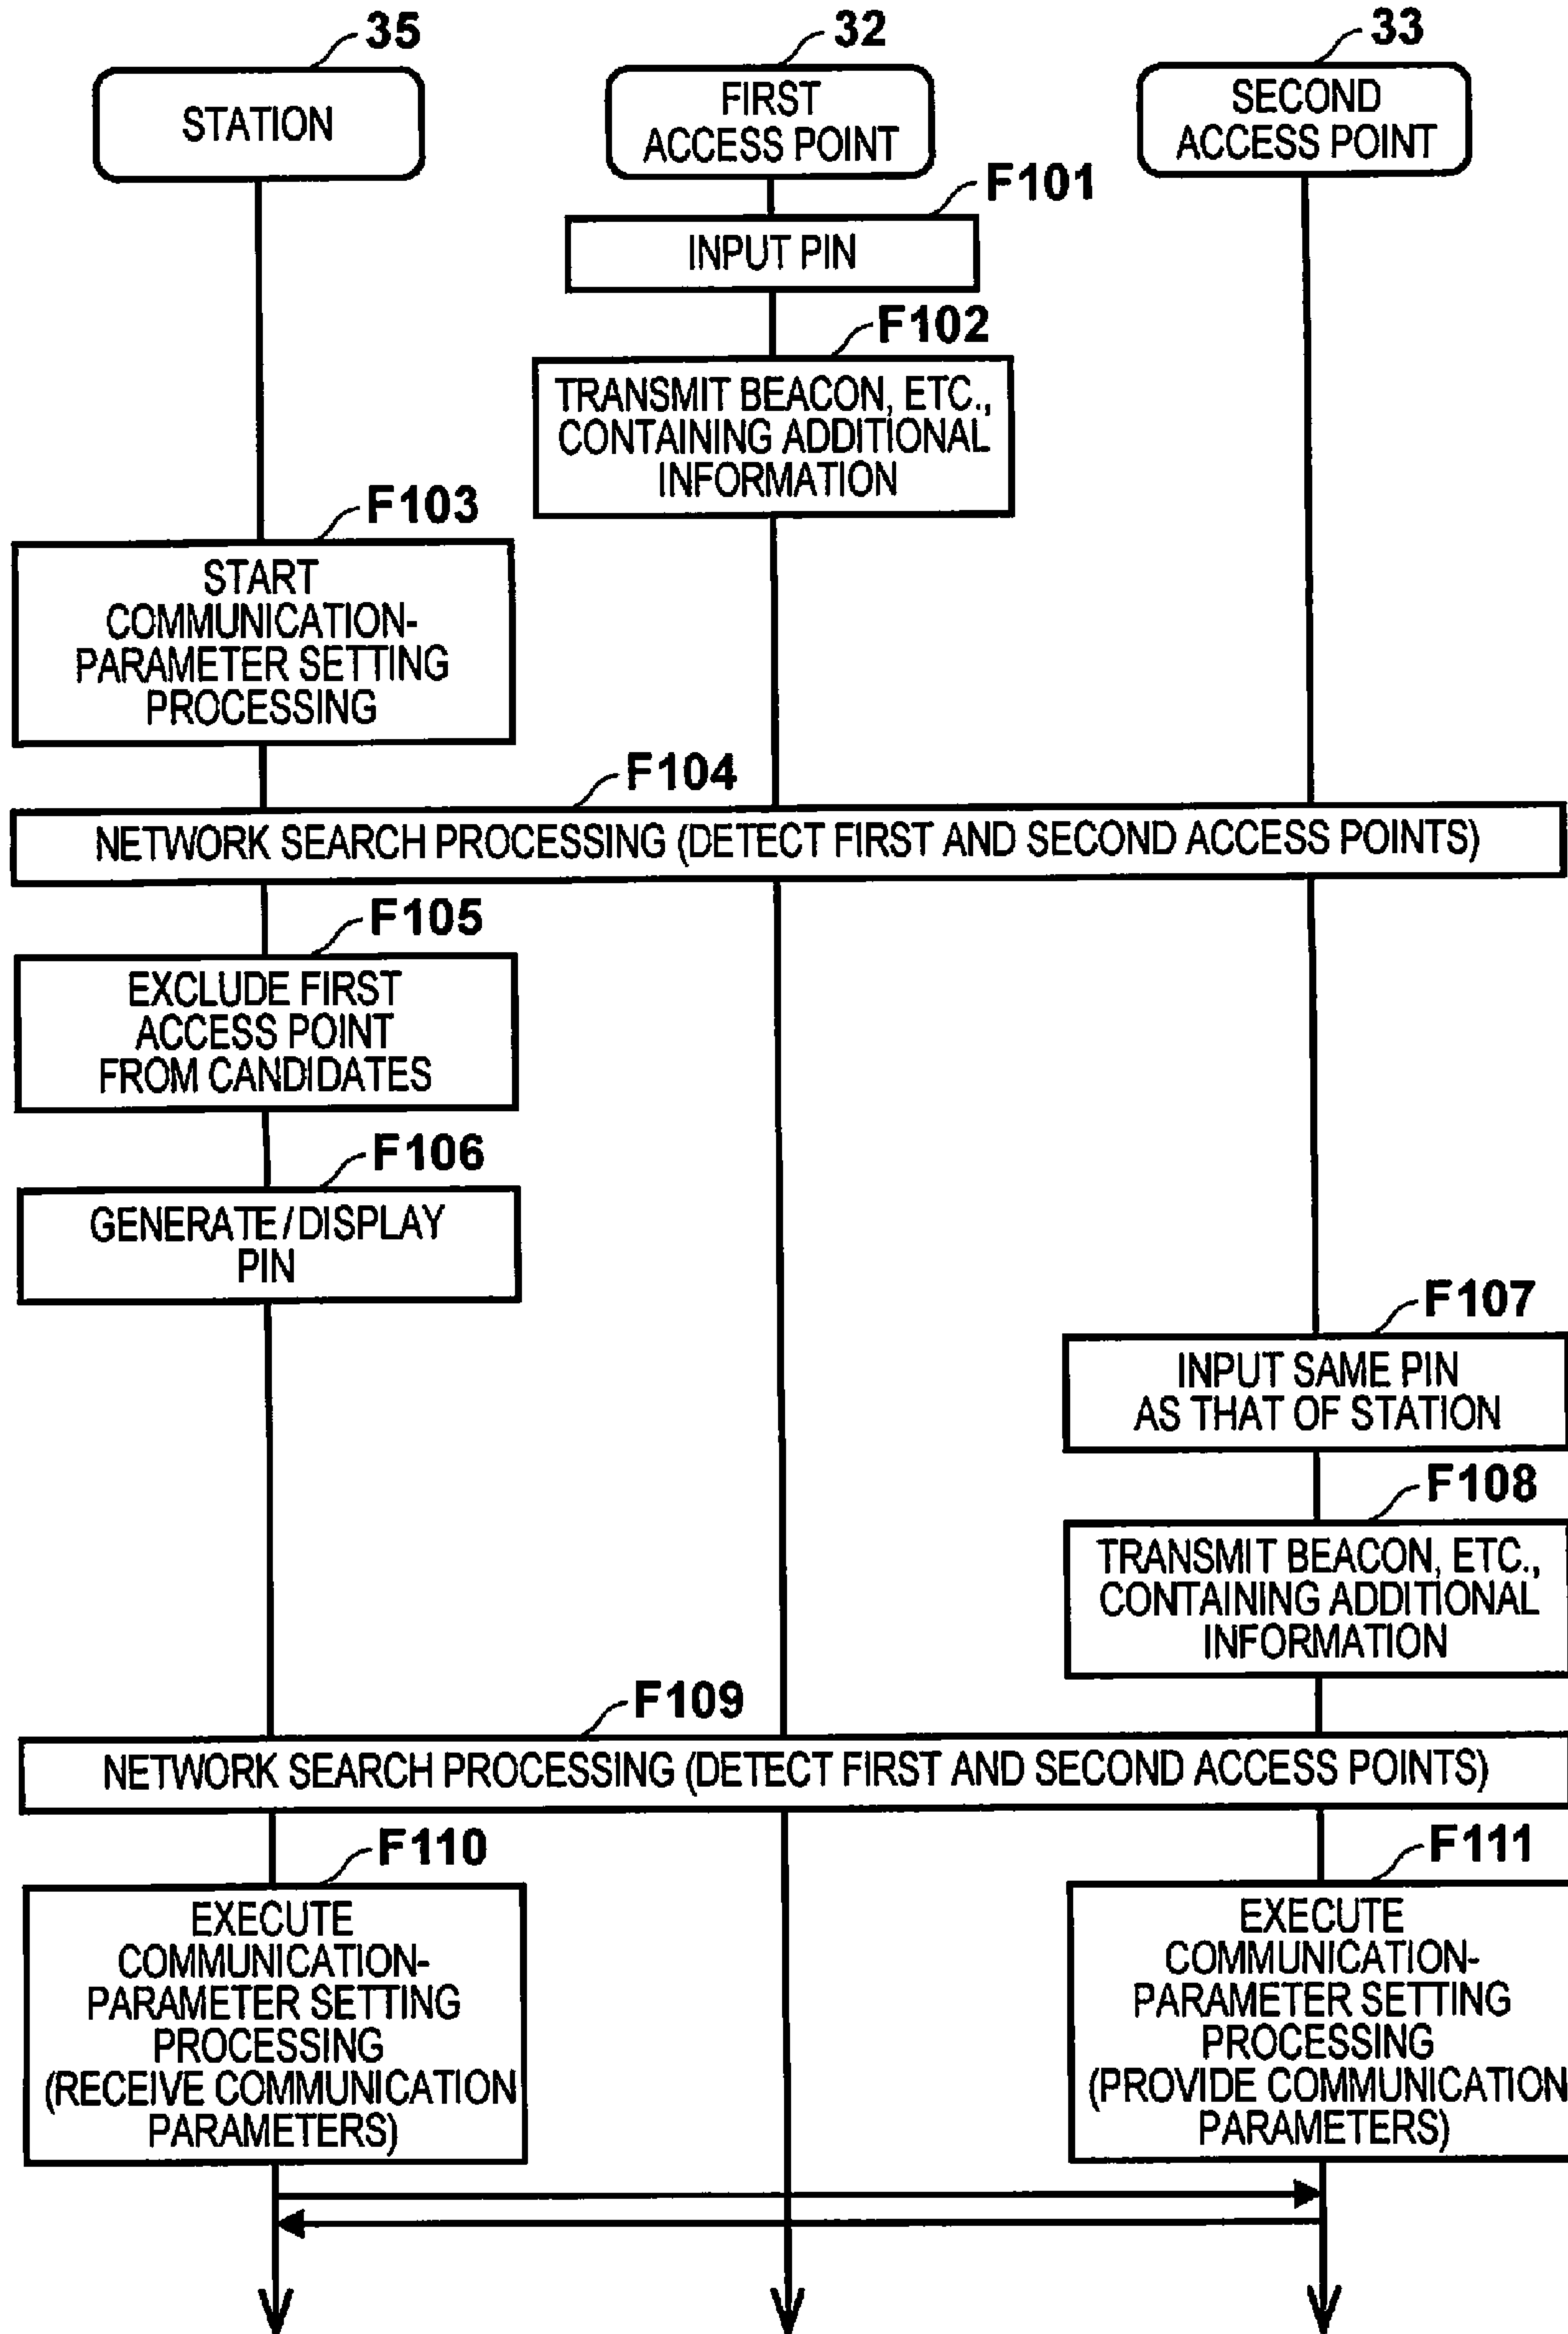 35
32
33
STATION
FIRST
ACCESS POINT
SECOND
ACCESS POINT
F101
INPUT PIN
F102
TRANSMIT BEACON, ETC.,
CONTAINING ADDITIONAL
INFORMATION
F103
START
COMMUNICATION-
PARAMETER SETTING
PROCESSING
F104
NETWORK SEARCH PROCESSING (DETECT FIRST AND SECOND ACCESS POINTS)
F105
EXCLUDE FIRST
ACCESS POINT
FROM CANDIDATES
F106
GENERATE/DISPLAY
PIN
F107
INPUT SAME PIN
AS THAT OF STATION
F108
TRANSMIT BEACON, ETC.,
CONTAINING ADDITIONAL
INFORMATION
F109
NETWORK SEARCH PROCESSING (DETECT FIRST AND SECOND ACCESS POINTS)
F110
EXECUTE
COMMUNICATION-
PARAMETER SETTING
PROCESSING
(RECEIVE COMMUNICATION
PARAMETERS)
F111
EXECUTE
COMMUNICATION-
PARAMETER SETTING
PROCESSING
(PROVIDE COMMUNICATION
PARAMETERS)